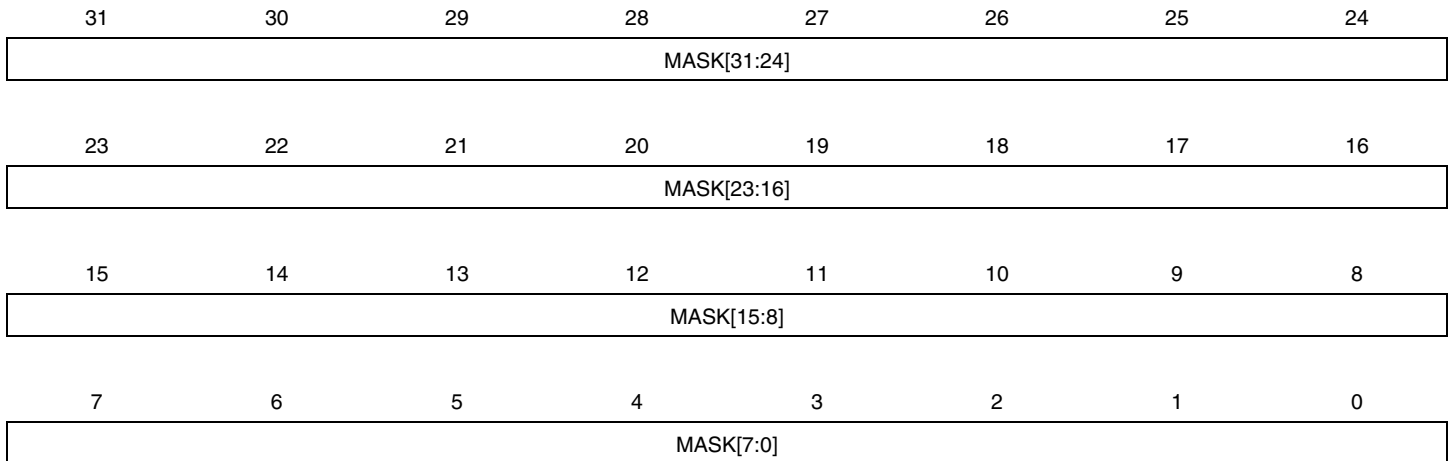 31 30 29 28 27 26 25 24
MASK[31:24]
23 22 21 20 19 18 17 16
MASK[23:16]
15 14 13 12 11 10 9 8
MASK[15:8]
7 6 5 4 3 2 1 0
MASK[7:0]